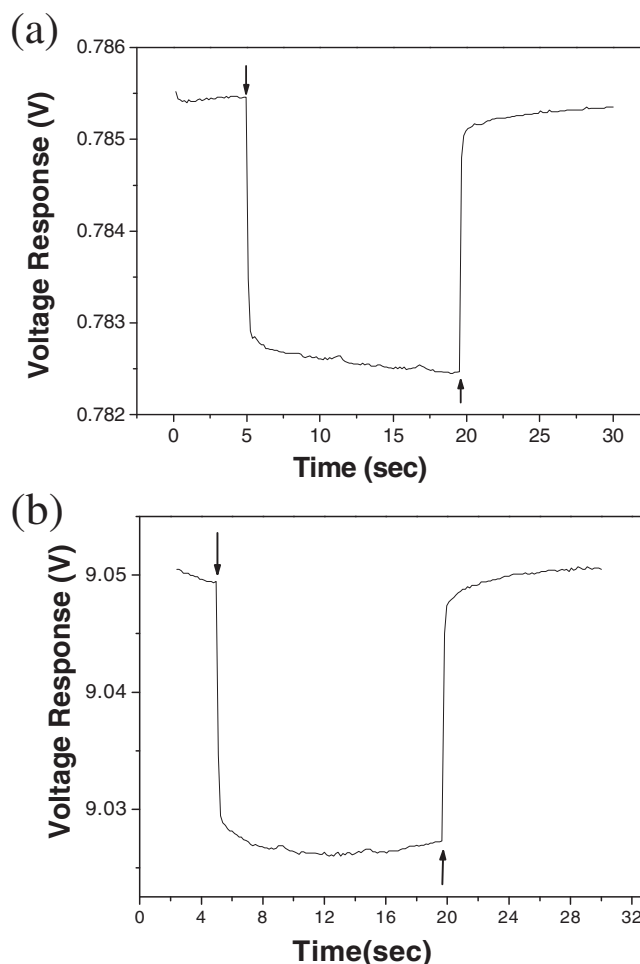 (a)
0.786
0.785
0.784
0.783
0.782
Voltage Response (V)
0 5 10 15 20 25 30
Time (sec)
(b)
9.05
9.04
9.03
Voltage Response (V)
0 4 8 12 16 20 24 28 32
Time(sec)